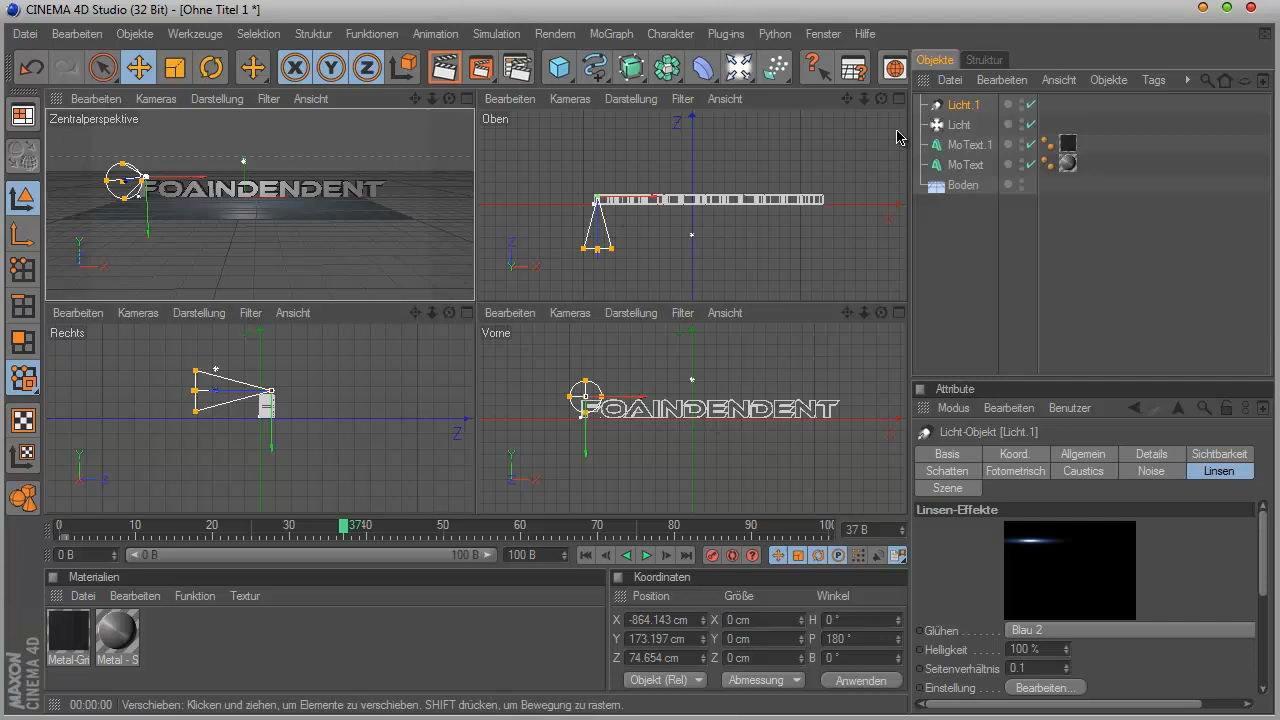 CINEMA 4D Studio (32 Bit) - [Ohne Titel 1 *]
Datei Bearbeiten Objekte Werkzeuge Selektion Struktur Funktionen Animation Simulation Rendern MoGraph Charakter Plug-ins Python Fenster Hilfe
X Y Z
Objekte Struktur
Datei Bearbeiten Ansicht Objekte Tags
Licht.1
Licht
MoText.1
MoText
Boden
Bearbeiten Kameras Darstellung Filter Ansicht
Zentralperspektive
FOAINDENDENT
Y
X
Bearbeiten Kameras Darstellung Filter Ansicht
Oben
Z
X
Z
Y X
Bearbeiten Kameras Darstellung Filter Ansicht
Rechts
Y
Z
Y
X Z
Bearbeiten Kameras Darstellung Filter Ansicht
Vorne
Y
FOAINDENDENT
X
Y
Z X
0 10 20 30 3740 50 60 70 80 90 100 37 B
0 B 0 B 100 B 100 B
Materialien
Datei Bearbeiten Funktion Textur
Metal-Gri Metal - S
MAXON
CINEMA 4D
Koordinaten
Position Größe Winkel
X -864.143 cm X 0 cm H 0 °
Y 173.197 cm Y 0 cm P 180 °
Z 74.654 cm Z 0 cm B 0 °
Objekt (Rel) Abmessung Anwenden
Attribute
Modus Bearbeiten Benutzer
Licht-Objekt [Licht.1]
Basis Koord. Allgemein Details Sichtbarkeit
Schatten Fotometrisch Caustics Noise Linsen
Szene
Linsen-Effekte
Glühen Blau 2
Helligkeit 100 %
Seitenverhältnis 0.1
Einstellung Bearbeiten...
00:00:00 Verschieben: Klicken und ziehen, um Elemente zu verschieben. SHIFT drücken, um Bewegung zu rastern.